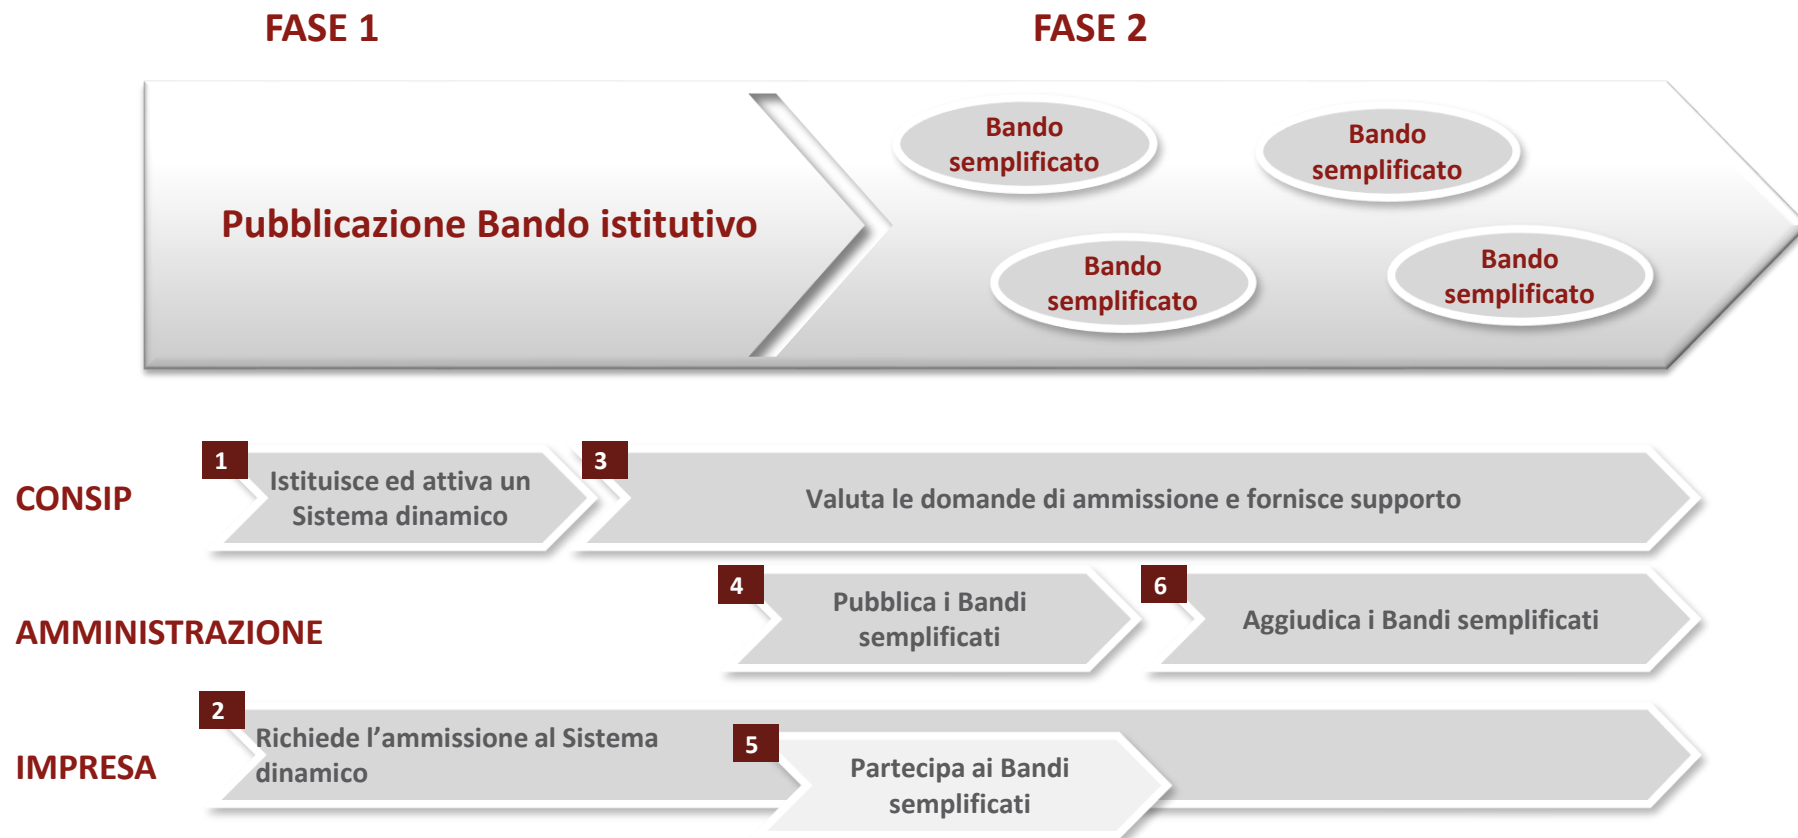 FASE 1
FASE 2
Pubblicazione Bando istitutivo
Bando
semplificato
Bando
semplificato
Bando
semplificato
Bando
semplificato
CONSIP
1
Istituisce ed attiva un
Sistema dinamico
3
Valuta le domande di ammissione e fornisce supporto
AMMINISTRAZIONE
4
Pubblica i Bandi
semplificati
6
Aggiudica i Bandi semplificati
IMPRESA
2
Richiede l’ammissione al Sistema
dinamico
5
Partecipa ai Bandi
semplificati